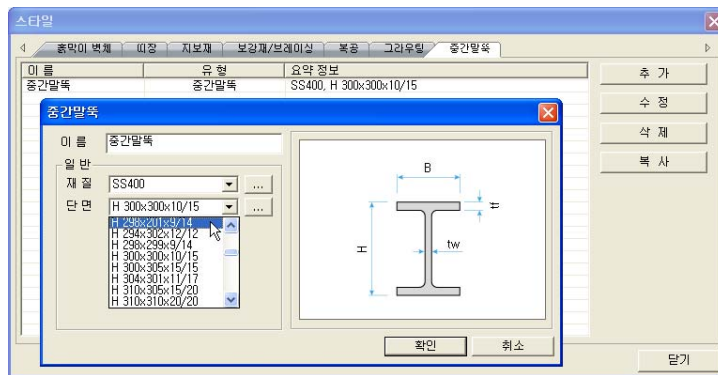 스타일
흙막이 벽체 띠장 지보재 보강재/브레이싱 복공 그라우팅 중간말뚝
이 름 유 형 요약 정보
중간말뚝 중간말뚝 SS400, H 300x300x10/15
추 가
수 정
삭 제
복 사
중간말뚝
이 름 중간말뚝
일 반
재 질 SS400 ...
단 면 H 300x300x10/15 ...
H 298x201x9/14
H 294x302x12/12
H 298x299x9/14
H 300x300x10/15
H 300x305x15/15
H 304x301x11/17
H 310x305x15/20
H 310x310x20/20
B
tf
H
tw
확인 취소
닫기